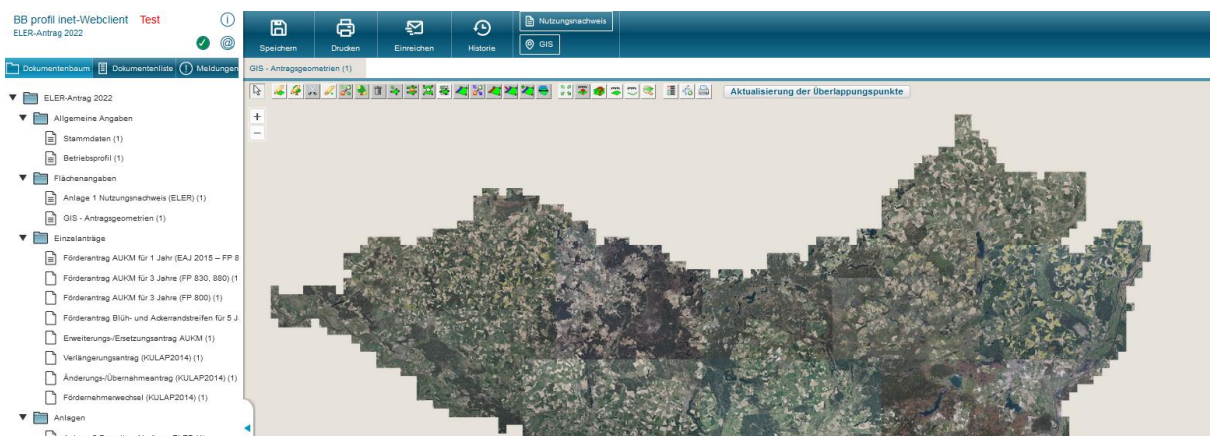 BB profil inet-Webclient Test
ELER-Antrag 2022
Speichern
Drucken
Einreichen
Historie
Nutzungsnachweis
GIS
Dokumentenbaum
Dokumentenliste
Meldungen
GIS - Antragsgeometrien (1)
Aktualisierung der Überlappungspunkte
ELER-Antrag 2022
Allgemeine Angaben
Stammdaten (1)
Betriebsprofil (1)
Flächenangaben
Anlage 1 Nutzungsnachweis (ELER) (1)
GIS - Antragsgeometrien (1)
Einzelanträge
Förderantrag AUKM für 1 Jahr (EAJ 2015 – FP 8
Förderantrag AUKM für 3 Jahre (FP 830, 880) (1
Förderantrag AUKM für 3 Jahre (FP 800) (1)
Förderantrag Blüh- und Ackerrandstreifen für 5 J
Erweiterungs-/Ersetzungsantrag AUKM (1)
Verlängerungsantrag (KULAP2014) (1)
Änderungs-/Übernahmeantrag (KULAP2014) (1)
Fördernehmerwechsel (KULAP2014) (1)
Anlagen